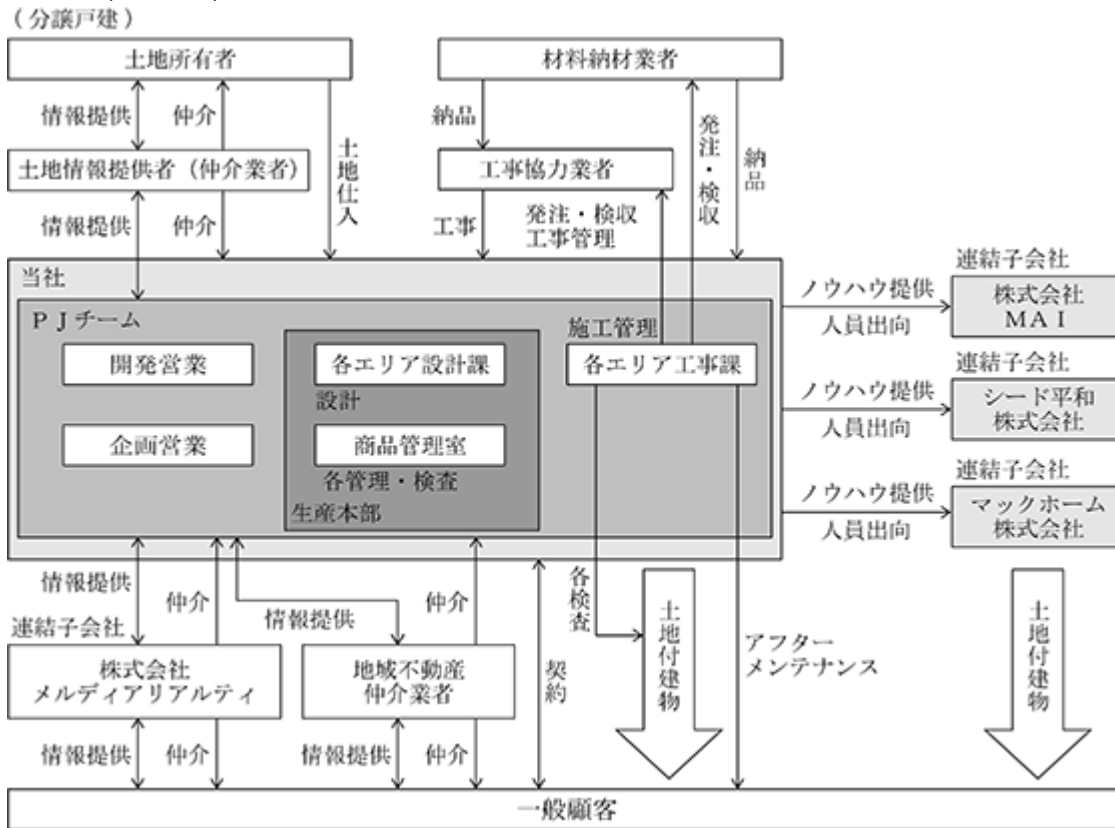 (分譲戸建)
土地所有者
材料納材業者
情報提供
仲介
土地仕入
納品
発注・検収
納品
土地情報提供者(仲介業者)
工事協力業者
情報提供
仲介
工事
発注・検収
工事管理
当社
PJチーム
開発営業
企画営業
各エリア設計課
設計
商品管理室
各管理・検査
生産本部
施工管理
各エリア工事課
ノウハウ提供
人員出向
連結子会社
株式会社
MAI
ノウハウ提供
人員出向
連結子会社
シード平和
株式会社
ノウハウ提供
人員出向
連結子会社
マックホーム
株式会社
情報提供
仲介
情報提供
仲介
契約
各検査
土地付建物
アフター
メンテナンス
土地付建物
連結子会社
株式会社
メルディアリアルティ
地域不動産
仲介業者
情報提供
仲介
情報提供
仲介
一般顧客